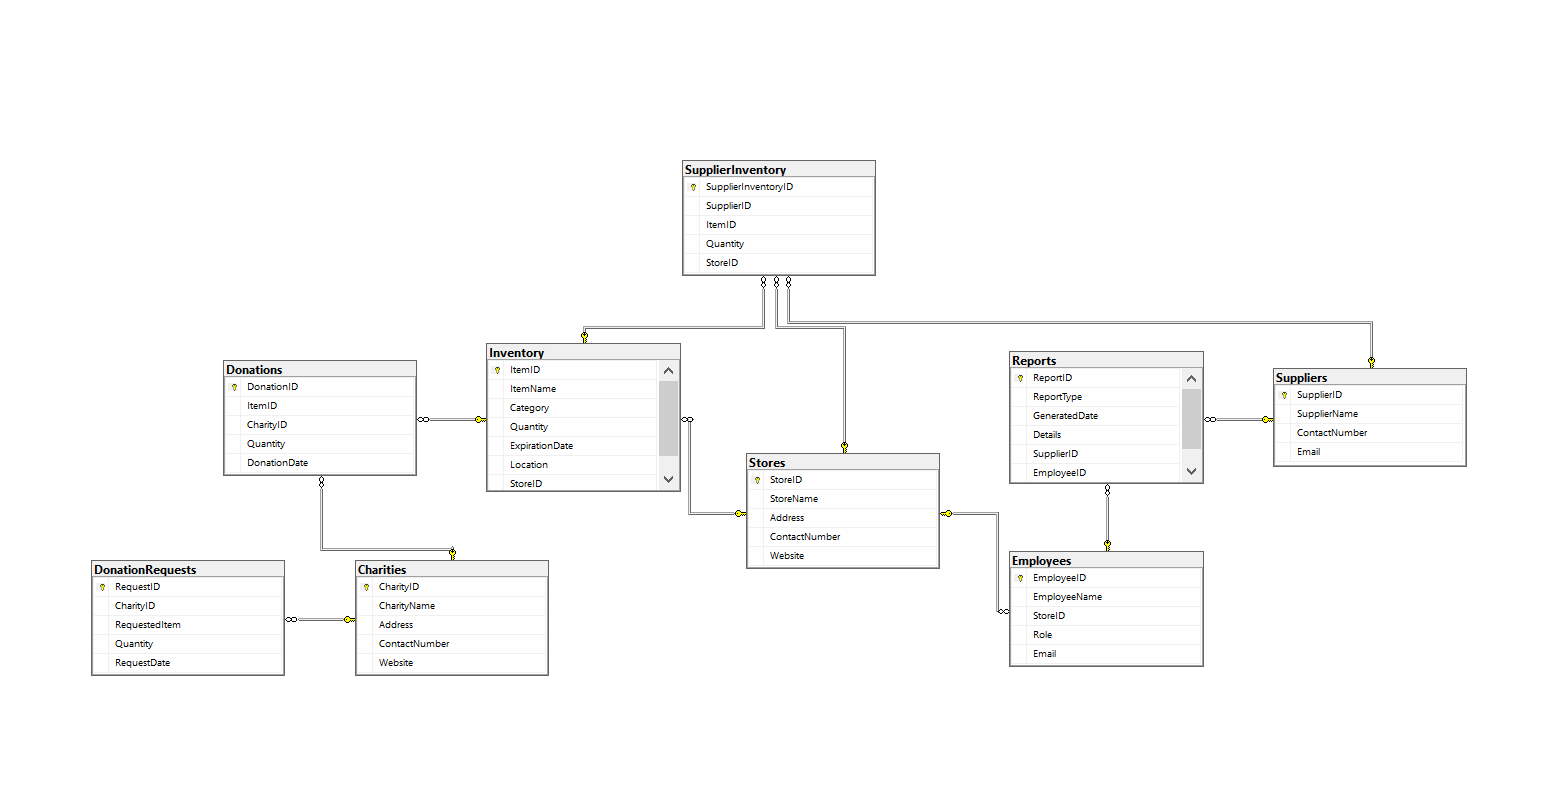 SupplierInventory
SupplierInventoryID
SupplierID
ItemID
Quantity
StoreID
Inventory
ItemID
ItemName
Category
Quantity
ExpirationDate
Location
StoreID
Donations
DonationID
ItemID
CharityID
Quantity
DonationDate
Reports
ReportID
ReportType
GeneratedDate
Details
SupplierID
EmployeeID
Suppliers
SupplierID
SupplierName
ContactNumber
Email
Stores
StoreID
StoreName
Address
ContactNumber
Website
DonationRequests
RequestID
CharityID
RequestedItem
Quantity
RequestDate
Charities
CharityID
CharityName
Address
ContactNumber
Website
Employees
EmployeeID
EmployeeName
StoreID
Role
Email